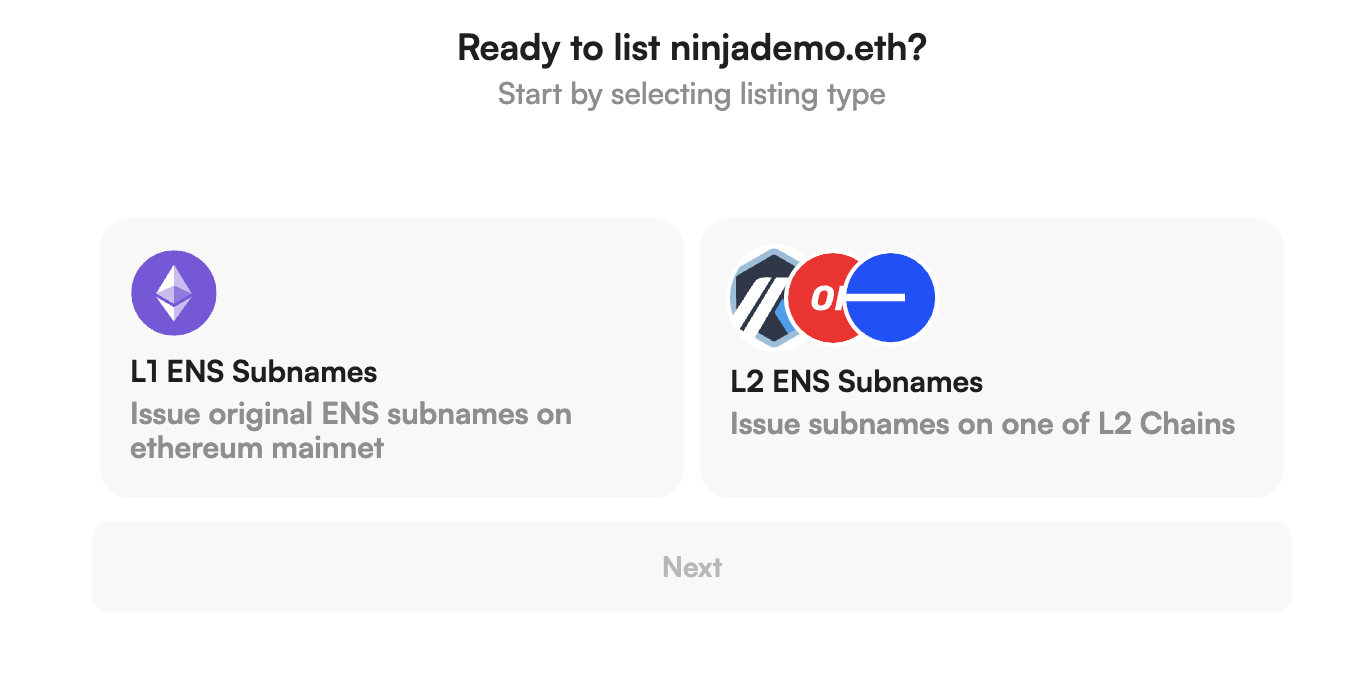 Ready to list ninjademo.eth?
Start by selecting listing type
L1 ENS Subnames
Issue original ENS subnames on
ethereum mainnet
L2 ENS Subnames
Issue subnames on one of L2 Chains
Next